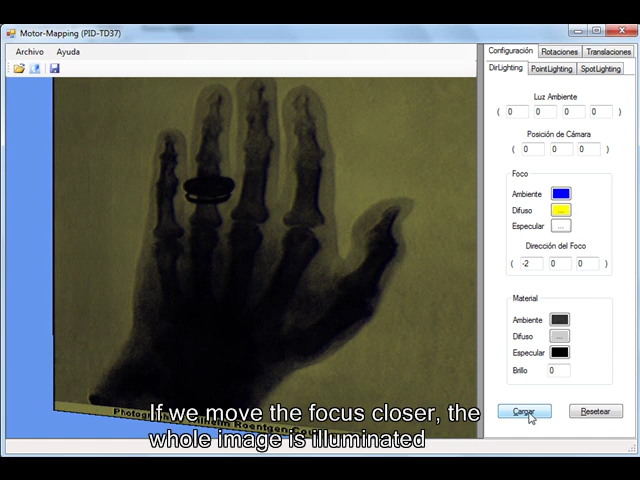 Motor-Mapping (PID-TD37)
Archivo Ayuda
Configuración Rotaciones Translaciones
DirLighting PointLighting SpotLighting
Luz Ambiente
( 0 0 0 0 )
Posición de Cámara
( 0 0 0 )
Foco
Ambiente
Difuso ...
Especular ...
Dirección del Foco
( -2 0 0 )
Material
Ambiente
Difuso ...
Especular
Brillo 0
Cargar Resetear
If we move the focus closer, the
whole image is illuminated